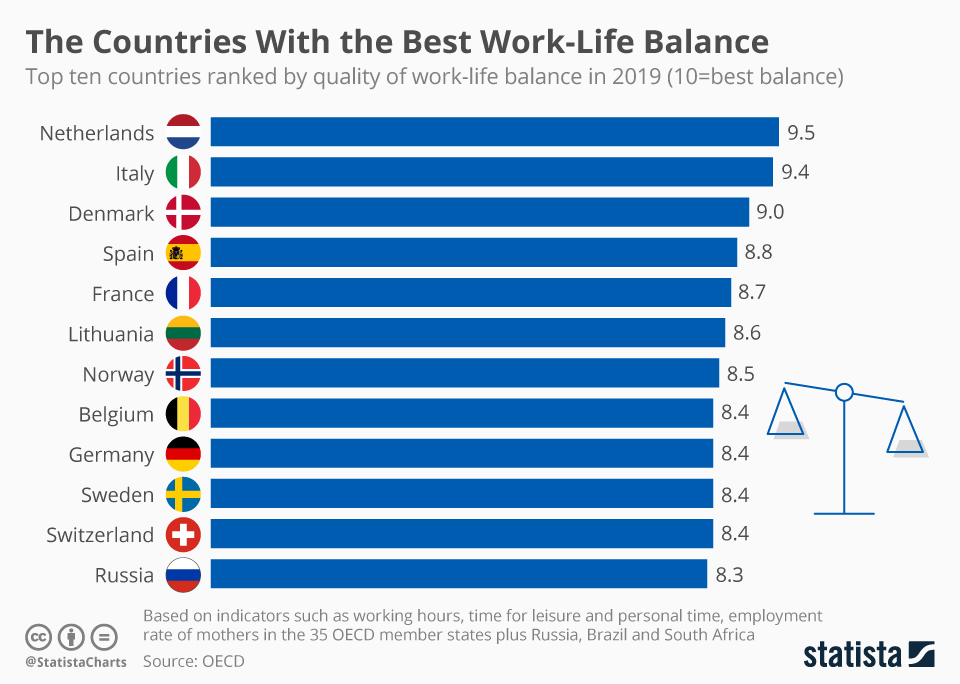 The Countries With the Best Work-Life Balance
Top ten countries ranked by quality of work-life balance in 2019 (10=best balance)
Netherlands 9.5
Italy 9.4
Denmark 9.0
Spain 8.8
France 8.7
Lithuania 8.6
Norway 8.5
Belgium 8.4
Germany 8.4
Sweden 8.4
Switzerland 8.4
Russia 8.3
Based on indicators such as working hours, time for leisure and personal time, employment
rate of mothers in the 35 OECD member states plus Russia, Brazil and South Africa
cc
@StatistaCharts
Source: OECD
statista